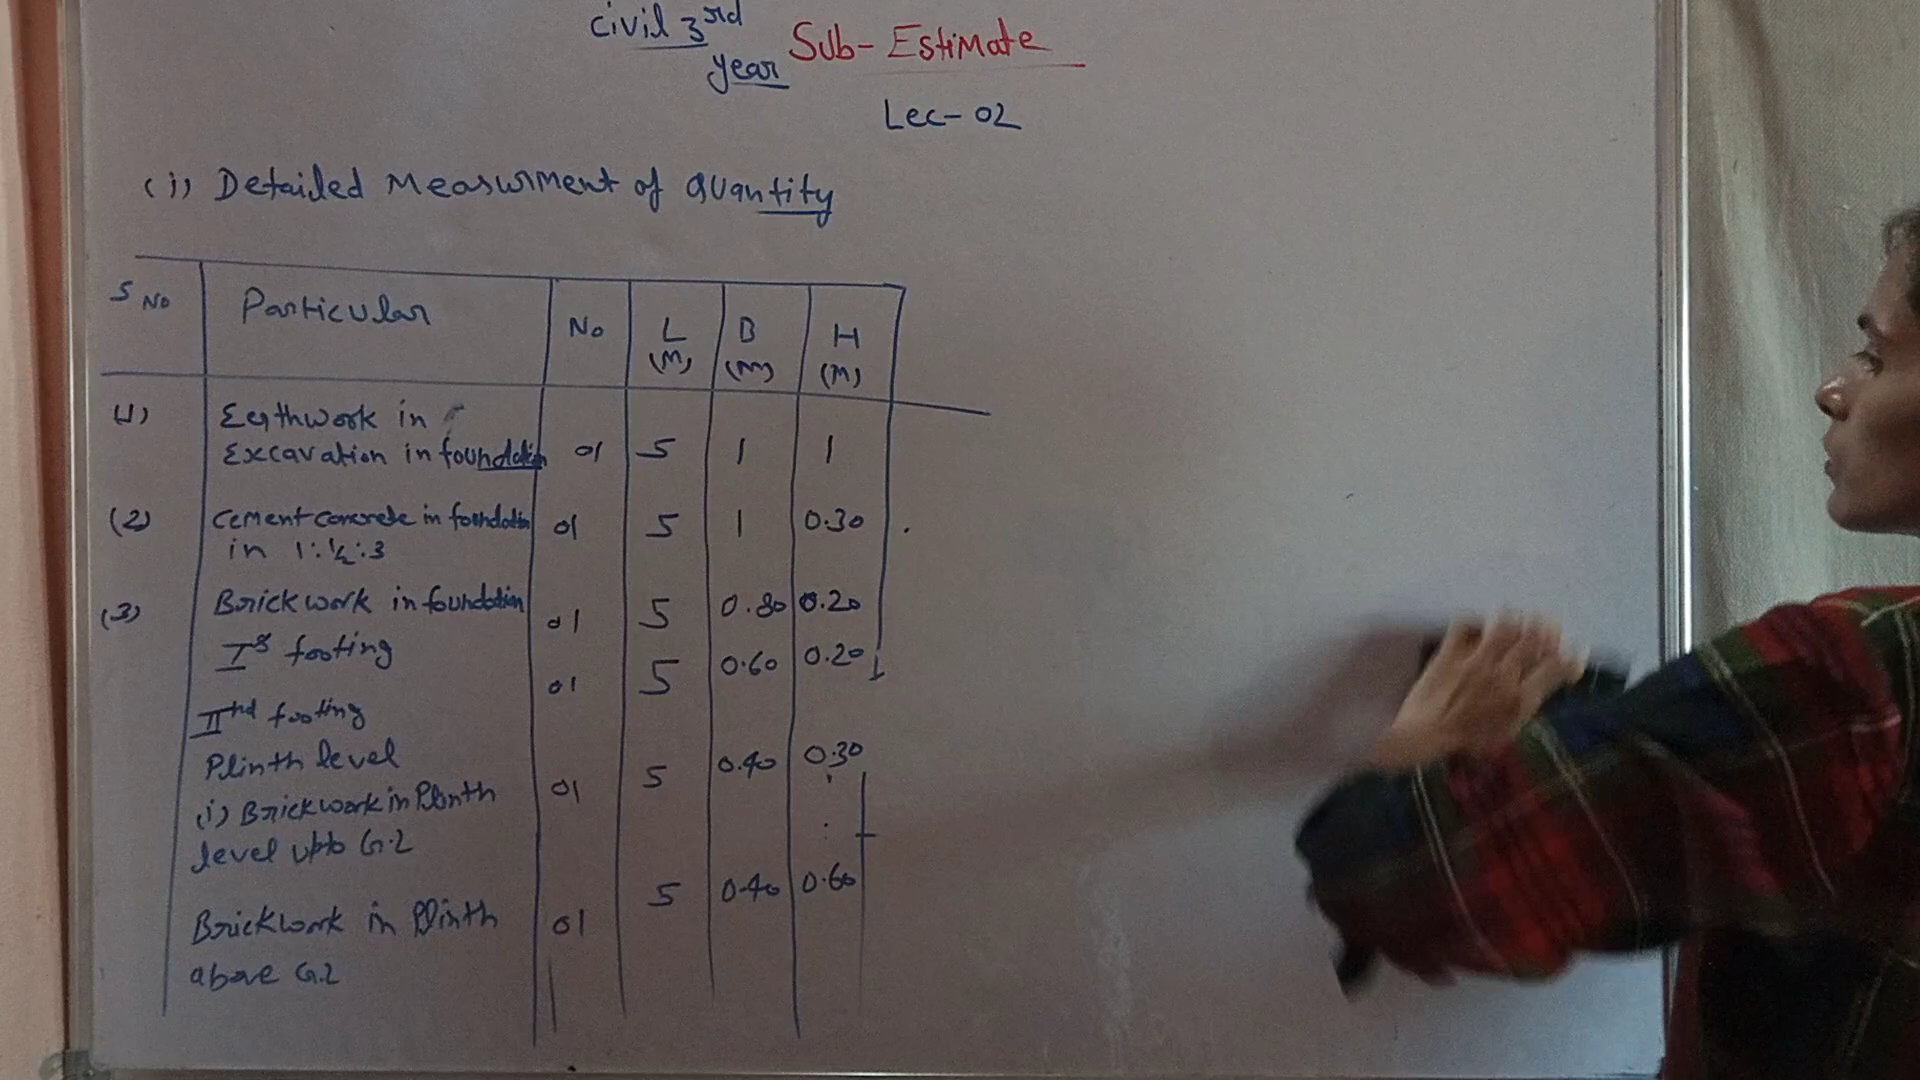 Civil 3rd
year
Sub-Estimate
Lec-02
(i) Detailed Measurment of quantity
S No Particular No L B H
(M) (M) (M)
(1) Earthwork in
Excavation in foundation 01 5 1 1
(2) Cement concrete in foundation 01 5 1 0.30
in 1:½:3
(3) Brickwork in foundation
Ist footing 01 5 0.80 0.20
IInd footing 01 5 0.60 0.20
Plinth level
(i) Brickwork in Plinth 01 5 0.40 0.30
level upto G.L
Brickwork in Plinth 01 5 0.40 0.60
above G.L